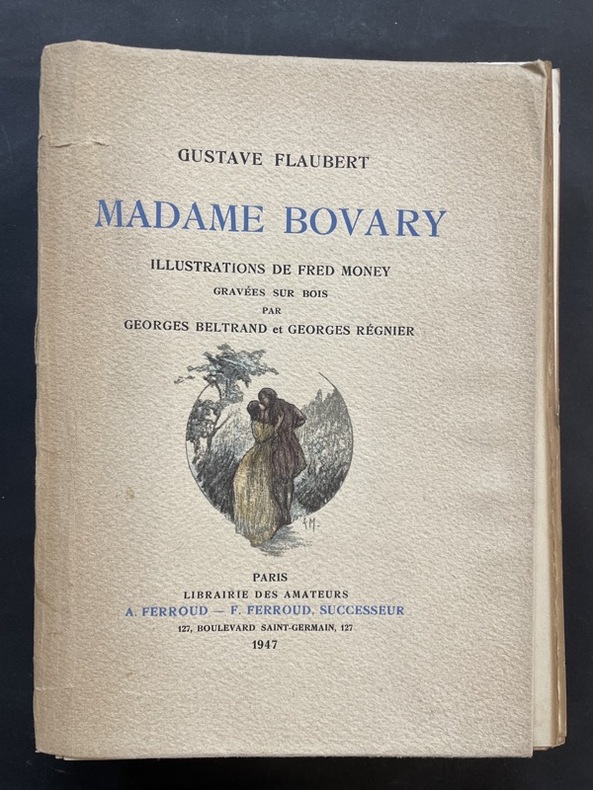 GUSTAVE FLAUBERT
MADAME BOVARY
ILLUSTRATIONS DE FRED MONEY
GRAVÉES SUR BOIS
PAR
GEORGES BELTRAND et GEORGES RÉGNIER
FM.
PARIS
LIBRAIRIE DES AMATEURS
A. FERROUD — F. FERROUD, SUCCESSEUR
127, BOULEVARD SAINT-GERMAIN, 127
1947